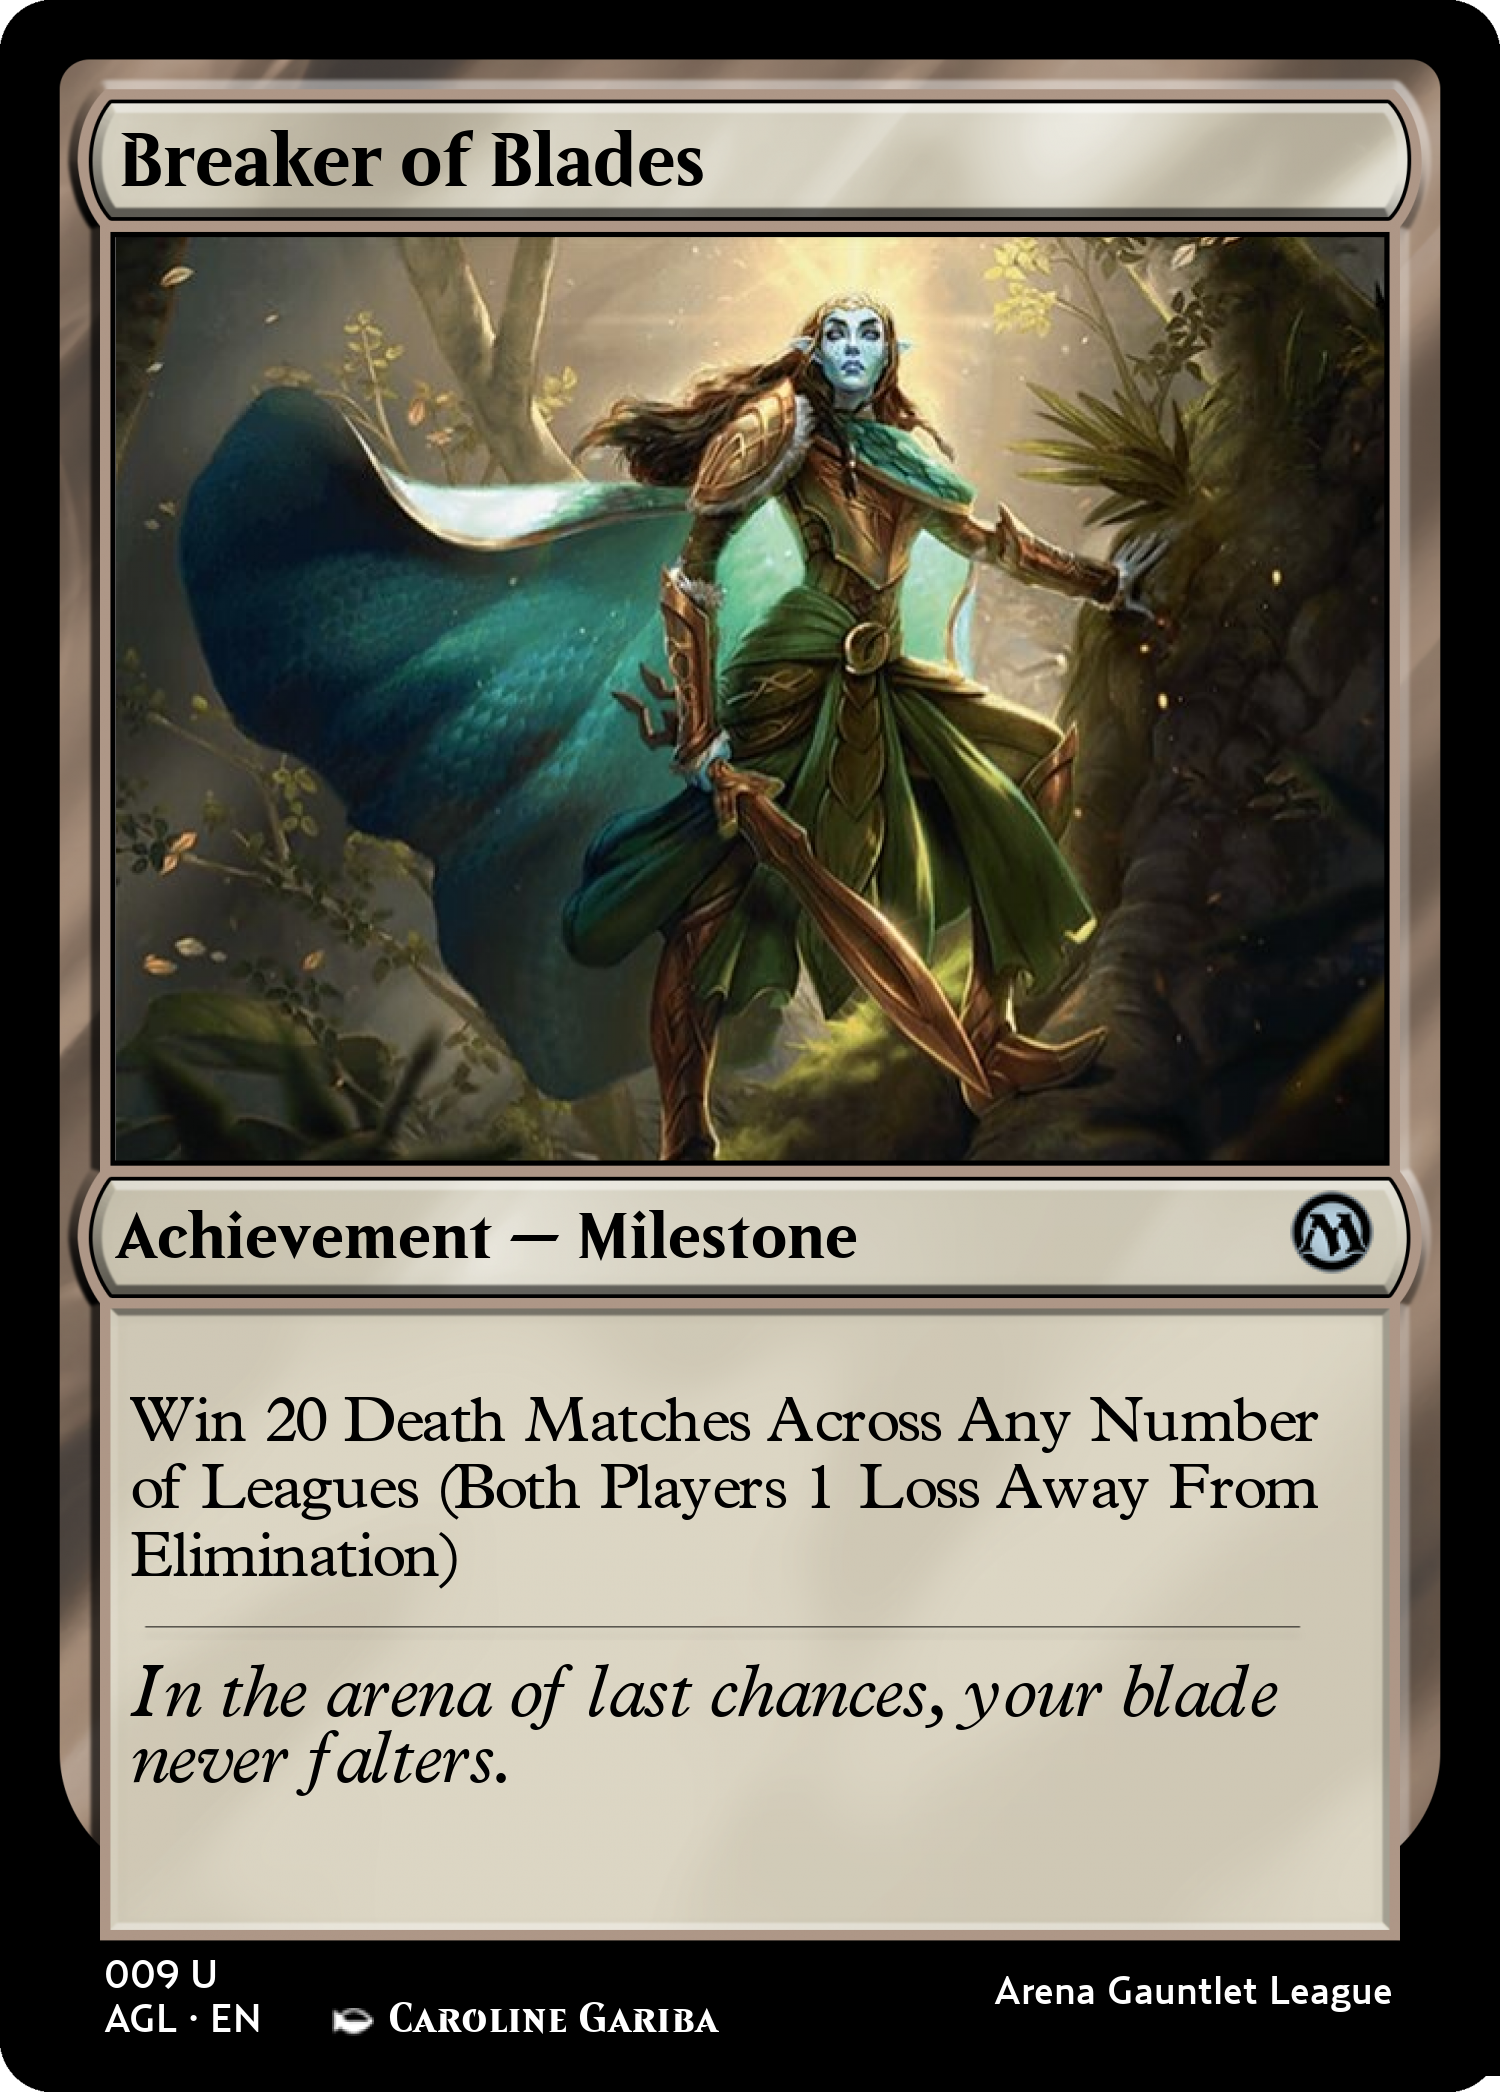 Breaker of Blades
Achievement — Milestone
M
Win 20 Death Matches Across Any Number
of Leagues (Both Players 1 Loss Away From
Elimination)
In the arena of last chances, your blade
never falters.
009 U
AGL · EN
CAROLINE GARIBA
Arena Gauntlet League